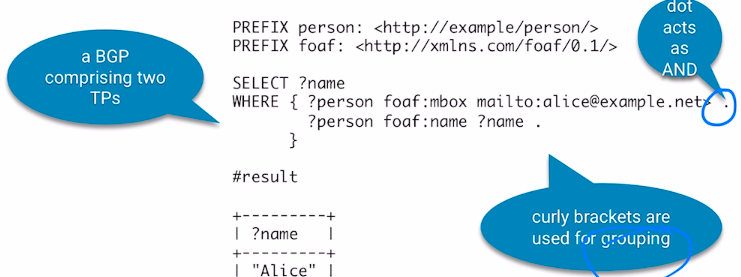 dot
acts
as
AND
a BGP
comprising two
TPs
PREFIX person: <http://example/person/>
PREFIX foaf: <http://xmlns.com/foaf/0.1/>
SELECT ?name
WHERE { ?person foaf:mbox mailto:alice@example.net> .
?person foaf:name ?name .
}
#result
+---------+
| ?name   |
+---------+
| "Alice" |
curly brackets are
used for grouping